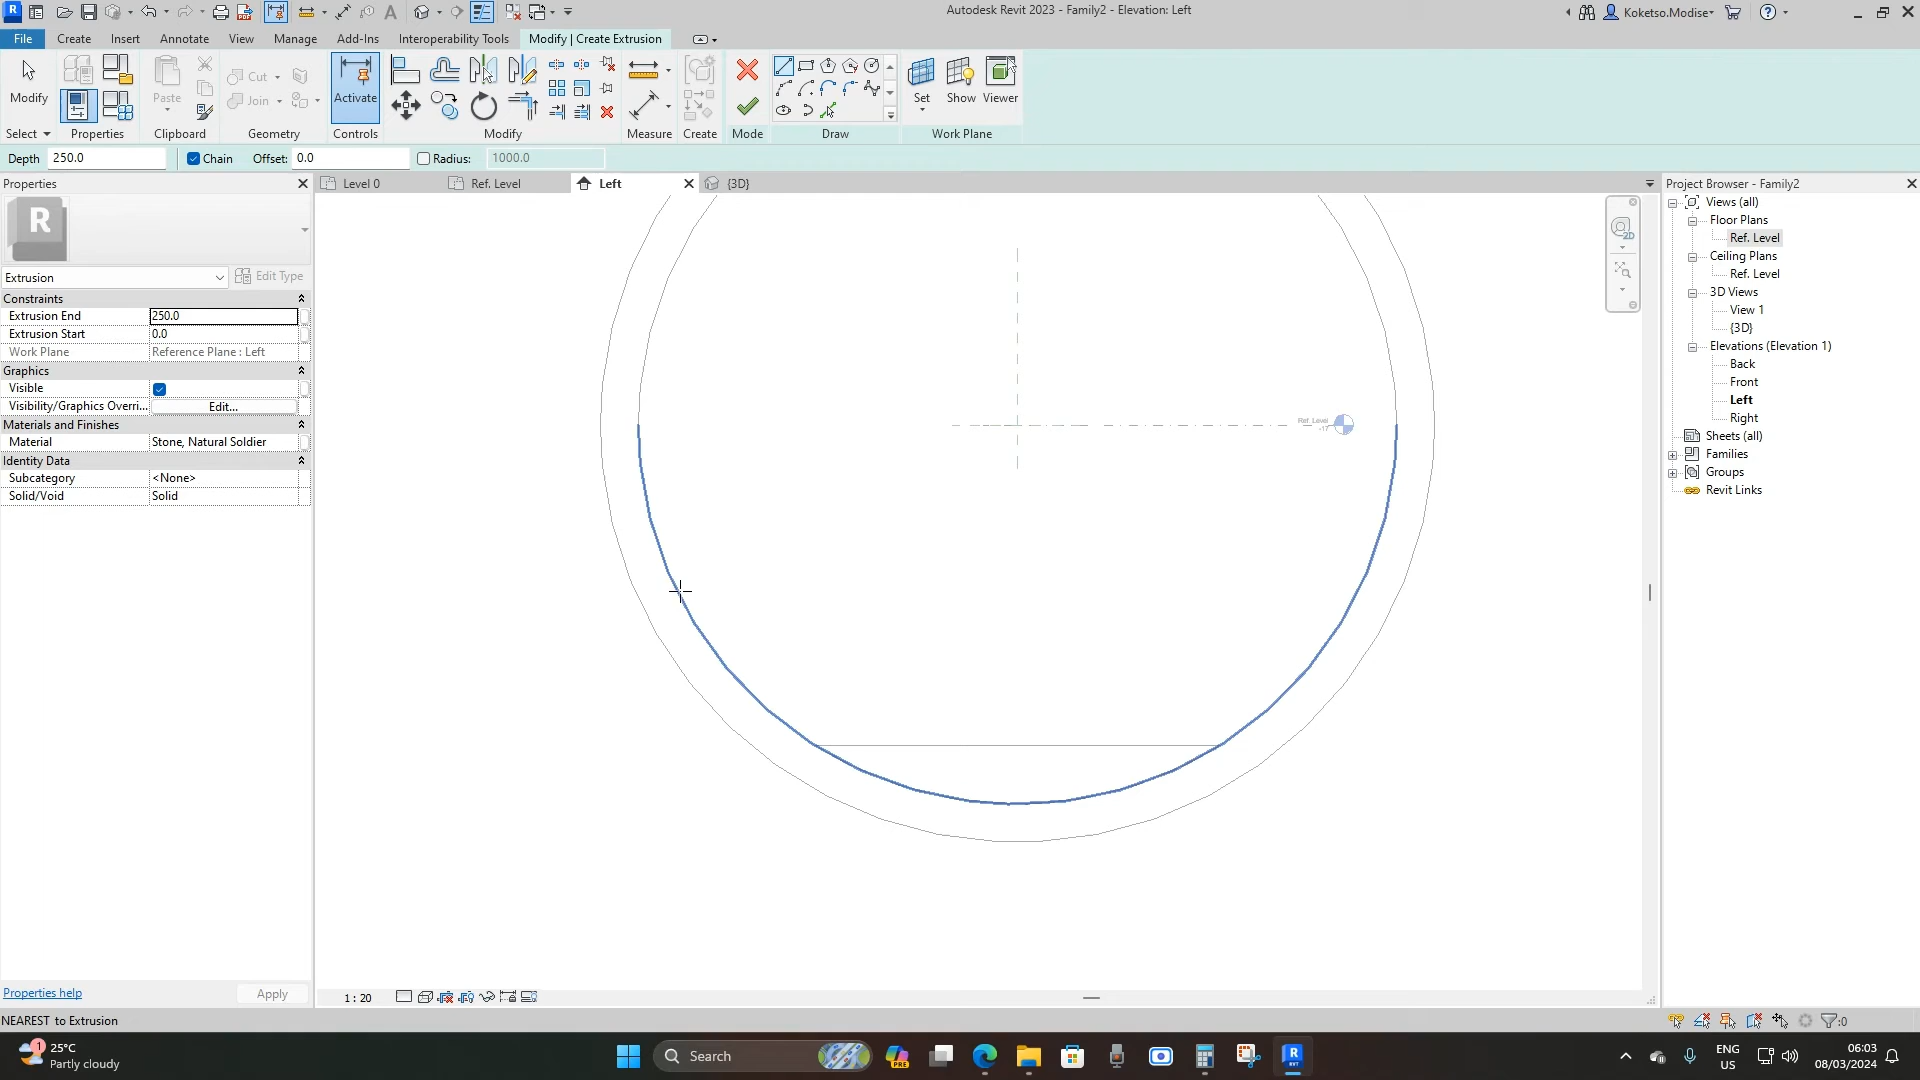 Autodesk Revit 2023 - Family2 - Elevation: Left
Koketso.Modise
File
Create
Insert
Annotate
View
Manage
Add-Ins
Interoperability Tools
Modify | Create Extrusion
Modify
Paste
Cut
Join
Activate
Set
Show
Viewer
Select
Properties
Clipboard
Geometry
Controls
Modify
Measure
Create
Mode
Draw
Work Plane
Depth 250.0
Chain
Offset: 0.0
Radius: 1000.0
Properties
Level 0
Ref. Level
Left
{3D}
Project Browser - Family2
R
Extrusion
Edit Type
Constraints
Extrusion End 250.0
Extrusion Start 0.0
Work Plane Reference Plane : Left
Graphics
Visible
Visibility/Graphics Overri... Edit...
Materials and Finishes
Material Stone, Natural Soldier
Identity Data
Subcategory <None>
Solid/Void Solid
Properties help
Apply
Ref. Level
2D
Views (all)
Floor Plans
Ref. Level
Ceiling Plans
Ref. Level
3D Views
View 1
{3D}
Elevations (Elevation 1)
Back
Front
Left
Right
Sheets (all)
Families
Groups
Revit Links
1 : 20
NEAREST to Extrusion
:0
1
25°C
Partly cloudy
Search
PRE
ENG
US
06:03
08/03/2024